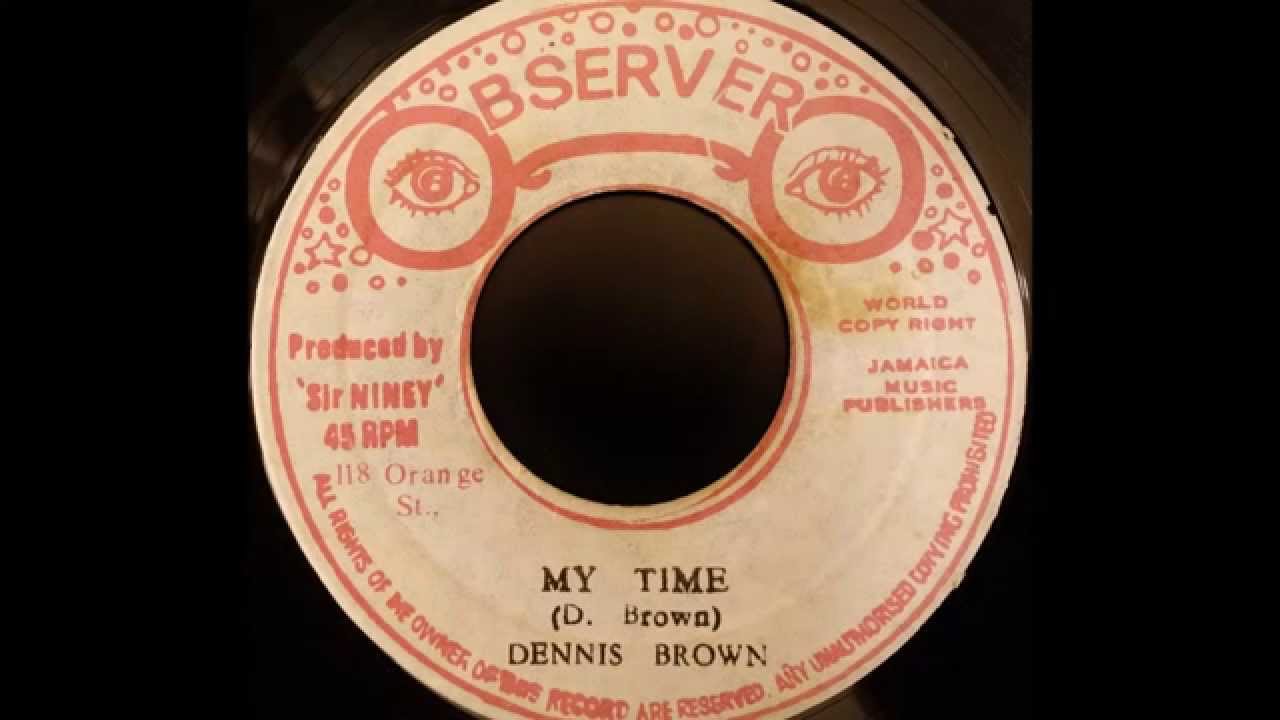 OBSERVER
Produced by
'Sir NINEY'
45 RPM
118 Orange
St.,
WORLD
COPY RIGHT
JAMAICA
MUSIC
PUBLISHERS
MY TIME
(D. Brown)
DENNIS BROWN
ALL RIGHTS OF THE OWNER OF THIS RECORD ARE RESERVED, ANY UNAUTHORISED COPYING PROHIBITED